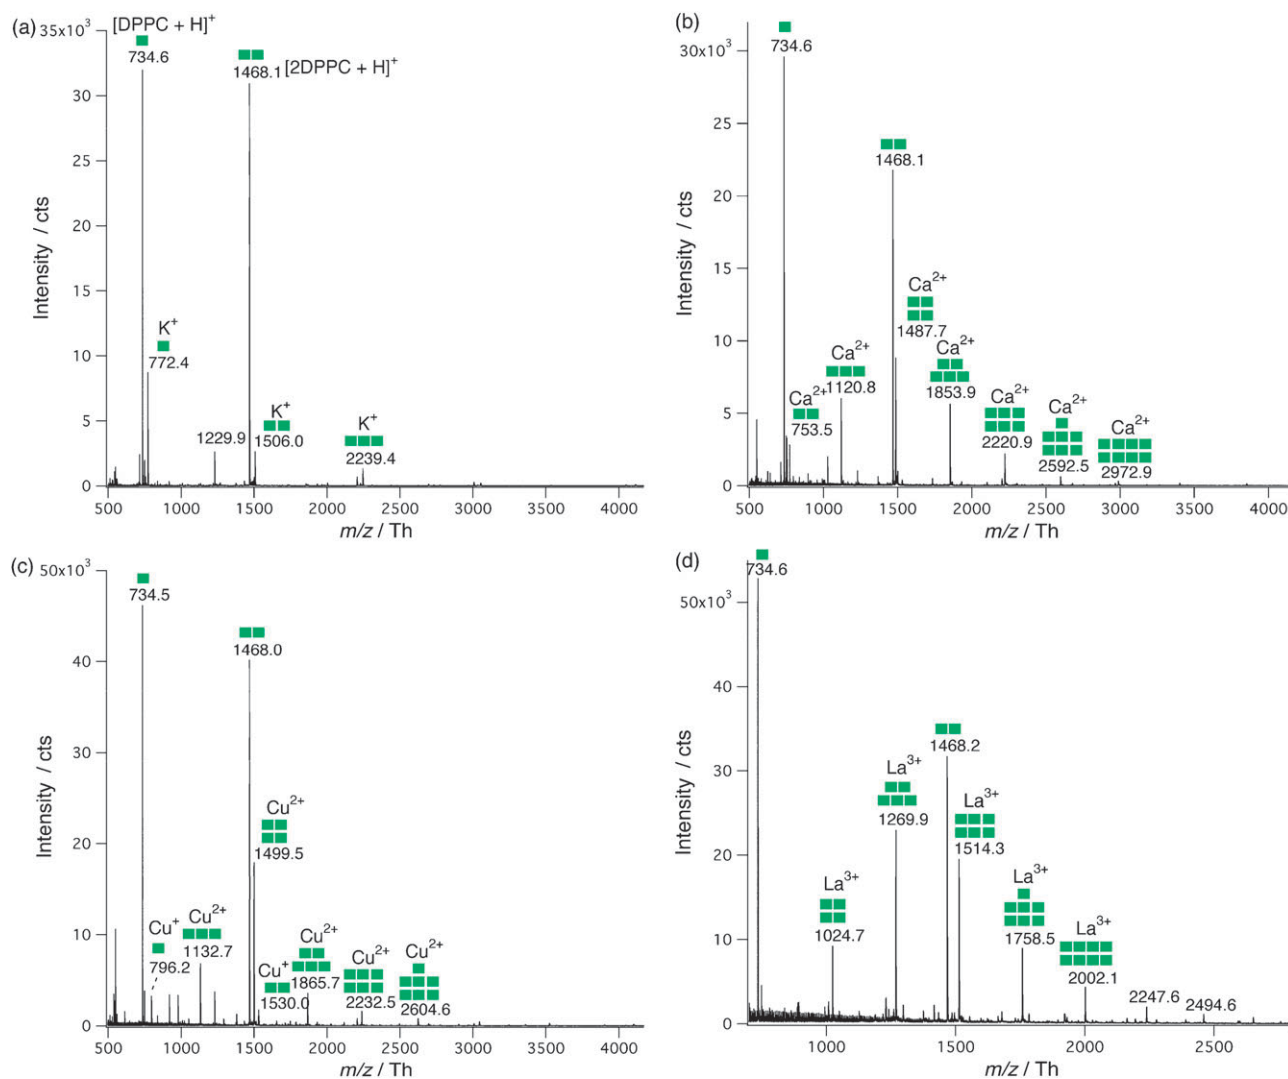 (a)
35x10³
[DPPC + H]⁺
734.6
1468.1 [2DPPC + H]⁺
30
25
20
15
10
5
0
Intensity / cts
K⁺
772.4
1229.9
K⁺
1506.0
K⁺
2239.4
500 1000 1500 2000 2500 3000 3500 4000
m/z / Th
(b)
30x10³
734.6
1468.1
25
20
15
10
5
0
Intensity / cts
Ca²⁺
1487.7
Ca²⁺
753.5
Ca²⁺
1120.8
Ca²⁺
1853.9
Ca²⁺
2220.9
Ca²⁺
2592.5
Ca²⁺
2972.9
500 1000 1500 2000 2500 3000 3500 4000
m/z / Th
(c)
50x10³
734.5
1468.0
40
30
20
10
0
Intensity / cts
Cu²⁺
1499.5
Cu⁺
796.2
Cu²⁺
1132.7
Cu⁺
1530.0
Cu²⁺
1865.7
Cu²⁺
2232.5
Cu²⁺
2604.6
500 1000 1500 2000 2500 3000 3500 4000
m/z / Th
(d)
734.6
50x10³
40
30
20
10
0
Intensity / cts
1468.2
La³⁺
1269.9
La³⁺
1514.3
La³⁺
1024.7
La³⁺
1758.5
La³⁺
2002.1
2247.6
2494.6
1000 1500 2000 2500
m/z / Th